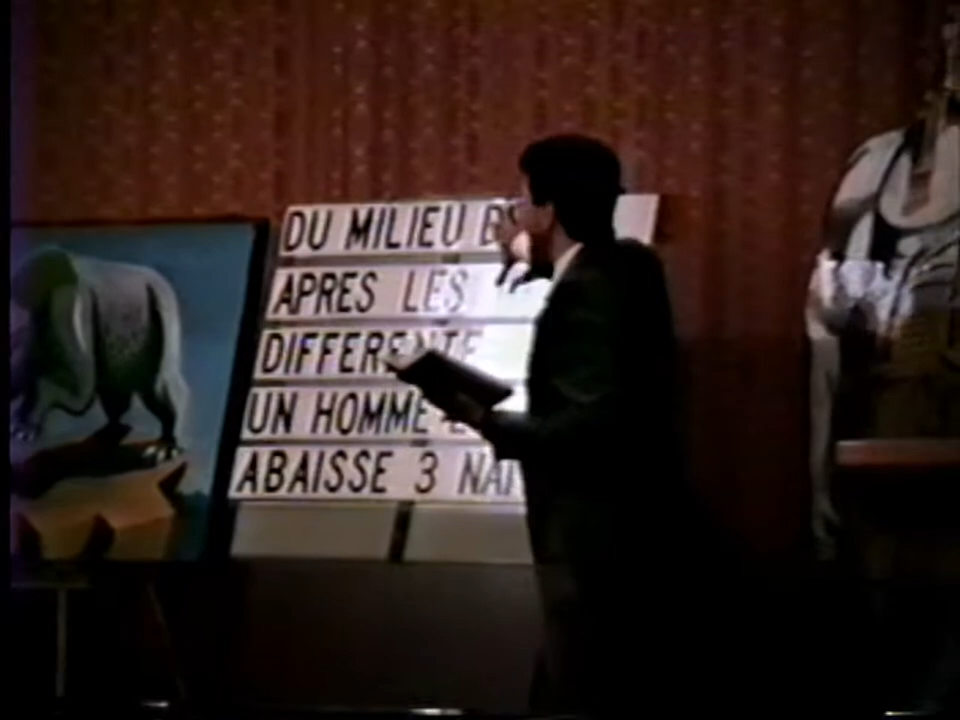 DU MILIEU
APRES LES
DIFFERENTE
UN HOMME
ABAISSE 3